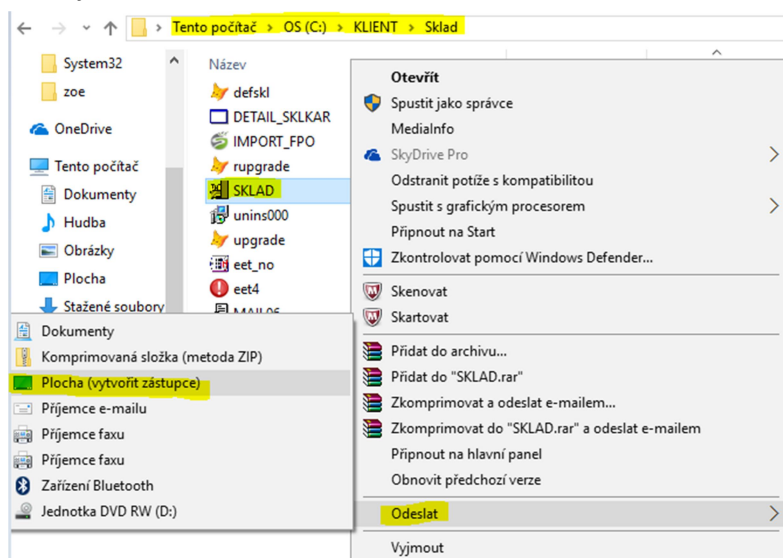 Tento počítač > OS (C:) > KLIENT > Sklad
System32
zoe
OneDrive
Tento počítač
Dokumenty
Hudba
Obrázky
Plocha
Stažené soubory
Název
defskl
DETAIL_SKLKAR
IMPORT_FPO
rupgrade
SKLAD
unins000
upgrade
eet_no
eet4
MAIL06
Otevřít
Spustit jako správce
MediaInfo
SkyDrive Pro
Odstranit potíže s kompatibilitou
Spustit s grafickým procesorem
Připnout na Start
Zkontrolovat pomocí Windows Defender...
Skenovat
Skartovat
Přidat do archivu...
Přidat do "SKLAD.rar"
Zkomprimovat a odeslat e-mailem...
Zkomprimovat do "SKLAD.rar" a odeslat e-mailem
Připnout na hlavní panel
Obnovit předchozí verze
Odeslat
Vyjmout
Dokumenty
Komprimovaná složka (metoda ZIP)
Plocha (vytvořit zástupce)
Příjemce e-mailu
Příjemce faxu
Příjemce faxu
Zařízení Bluetooth
Jednotka DVD RW (D:)